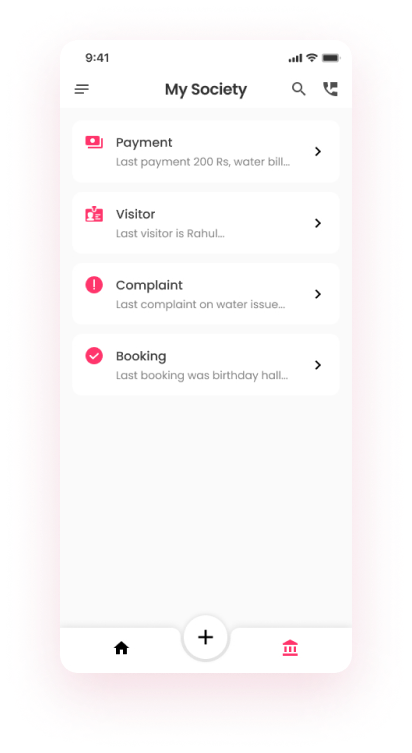 9:41
My Society
Payment
Last payment 200 Rs, water bill...
Visitor
Last visitor is Rahul...
Complaint
Last complaint on water issue...
Booking
Last booking was birthday hall...